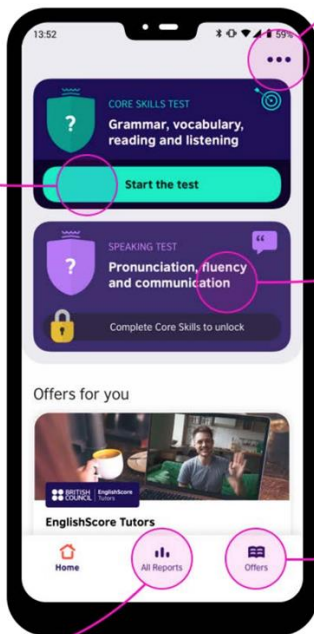 13:52
59%
CORE SKILLS TEST
?
Grammar, vocabulary,
reading and listening
Start the test
SPEAKING TEST
?
Pronunciation, fluency
and communication
Complete Core Skills to unlock
Offers for you
BRITISH COUNCIL
EnglishScore
Tutors
EnglishScore Tutors
Home
All Reports
Offers